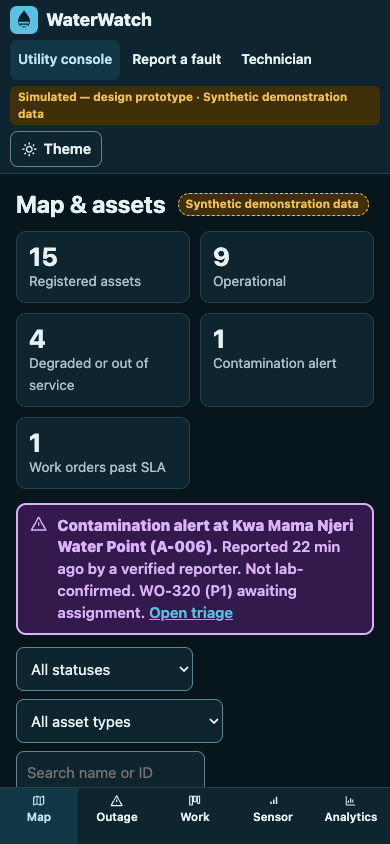 WaterWatch
Utility console
Report a fault
Technician
Simulated — design prototype · Synthetic demonstration
data
Theme
Map & assets
Synthetic demonstration data
15
Registered assets
9
Operational
4
Degraded or out of
service
1
Contamination alert
1
Work orders past SLA
Contamination alert at Kwa Mama Njeri
Water Point (A-006). Reported 22 min
ago by a verified reporter. Not lab-
confirmed. WO-320 (P1) awaiting
assignment. Open triage
All statuses
All asset types
Search name or ID
Map
Outage
Work
Sensor
Analytics